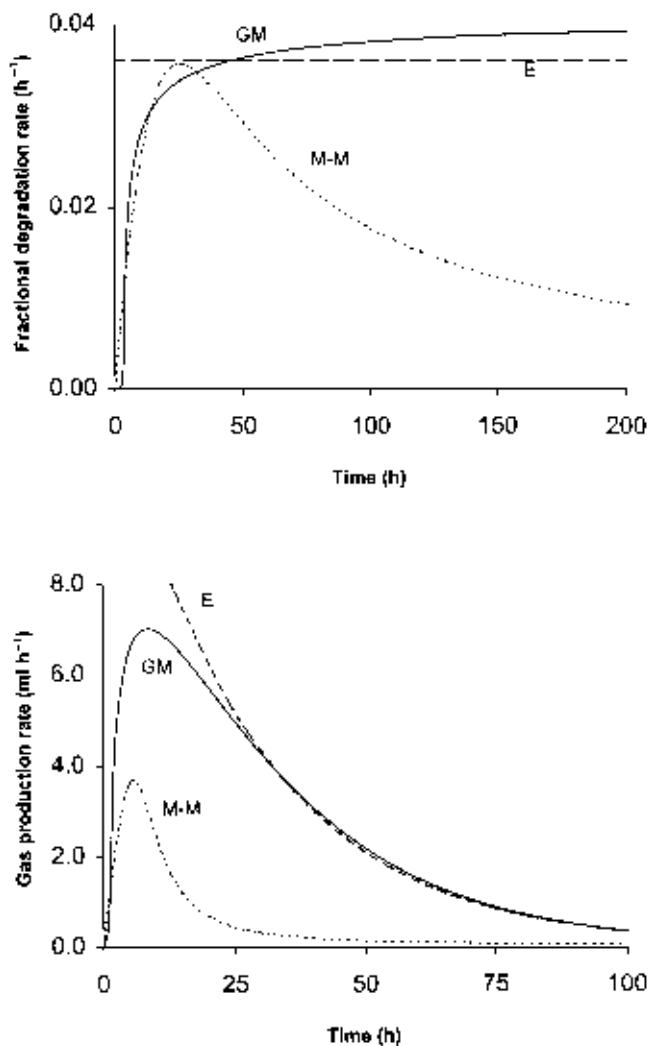 0.04
GM
E
M-M
0.02
0.00
0 50 100 150 200
Fractional degradation rate (h⁻¹)
Time (h)
8.0
E
GM
6.0
4.0
M-M
2.0
0.0
0 25 50 75 100
Gas production rate (ml h⁻¹)
Time (h)